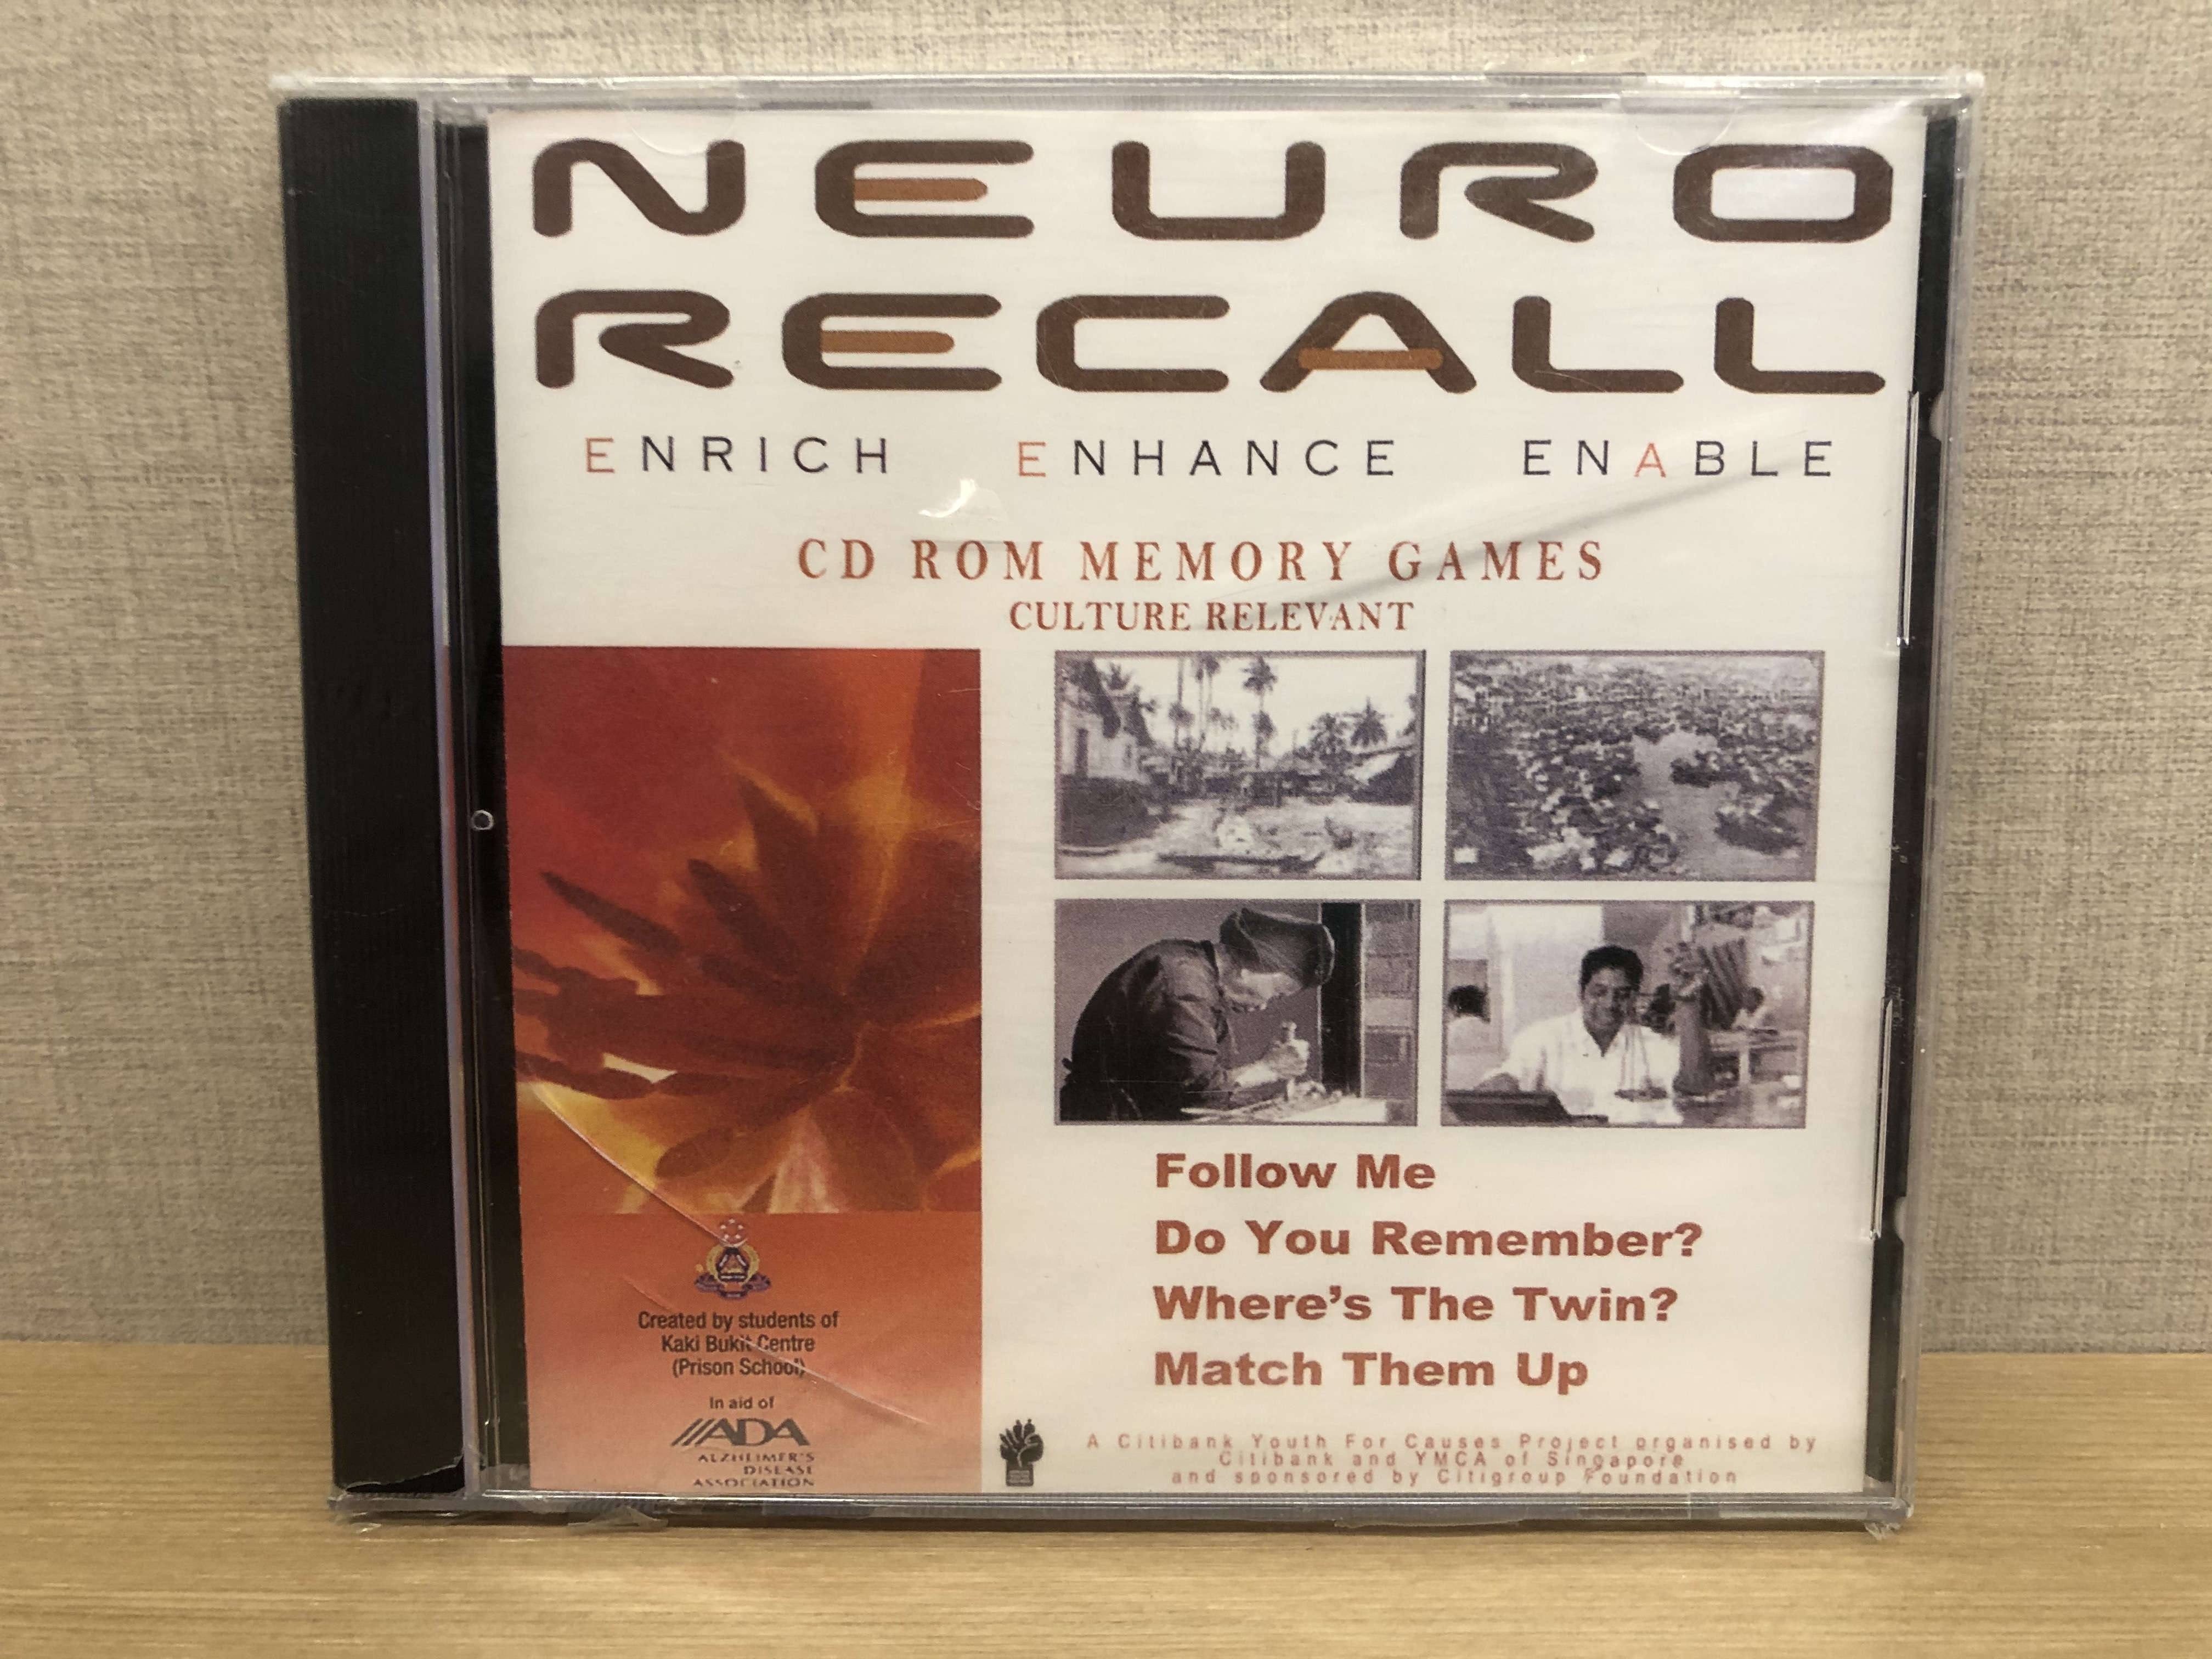 NEURO
RECALL
ENRICH ENHANCE ENABLE
CD ROM MEMORY GAMES
CULTURE RELEVANT
Follow Me
Do You Remember?
Where's The Twin?
Match Them Up
Created by students of
Kaki Bukit Centre
(Prison School)
In aid of
ADA
ALZHEIMER'S
DISEASE
ASSOCIATION
A Citibank Youth For Causes Project organised by
Citibank and YMCA of Singapore
and sponsored by Citigroup Foundation